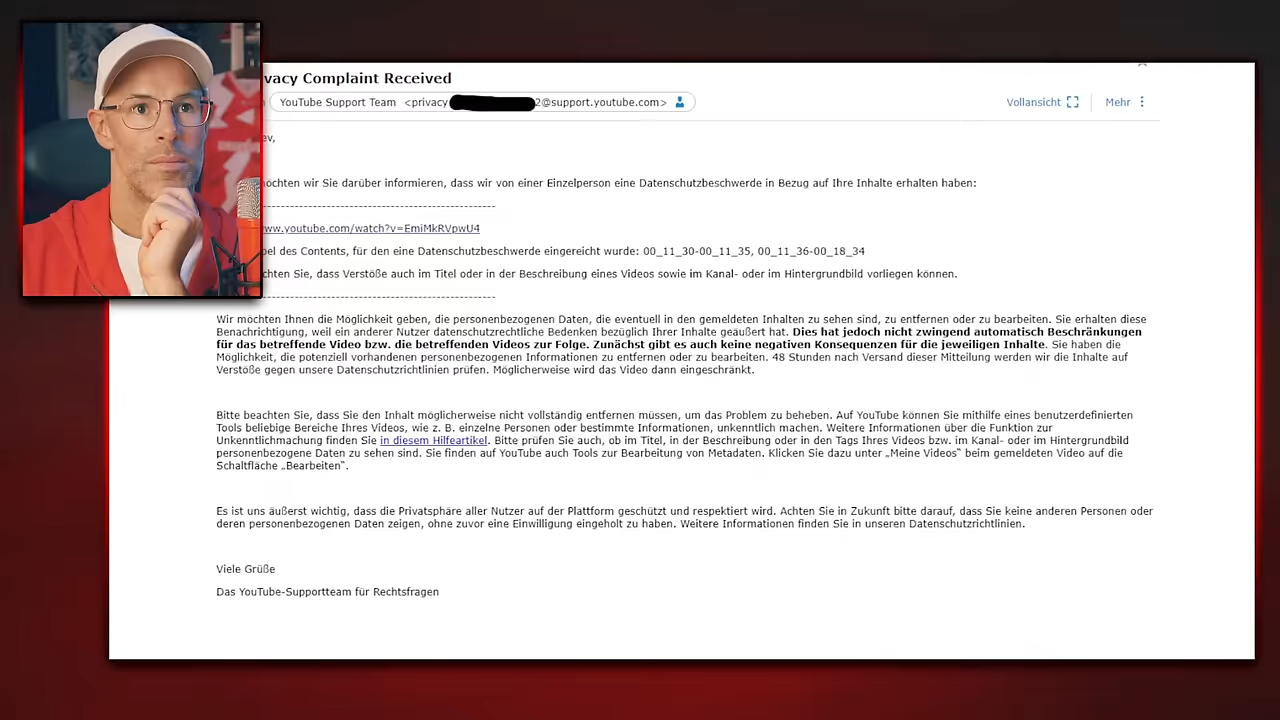 vacy Complaint Received
YouTube Support Team <privacy 2@support.youtube.com>
Vollansicht
Mehr
ev,
öchten wir Sie darüber informieren, dass wir von einer Einzelperson eine Datenschutzbeschwerde in Bezug auf Ihre Inhalte erhalten haben:
------------------------------------------------
ww.youtube.com/watch?v=EmiMkRVpwU4
pel des Contents, für den eine Datenschutzbeschwerde eingereicht wurde: 00_11_30-00_11_35, 00_11_36-00_18_34
chten Sie, dass Verstöße auch im Titel oder in der Beschreibung eines Videos sowie im Kanal- oder im Hintergrundbild vorliegen können.
------------------------------------------------
Wir möchten Ihnen die Möglichkeit geben, die personenbezogenen Daten, die eventuell in den gemeldeten Inhalten zu sehen sind, zu entfernen oder zu bearbeiten. Sie erhalten diese
Benachrichtigung, weil ein anderer Nutzer datenschutzrechtliche Bedenken bezüglich Ihrer Inhalte geäußert hat. Dies hat jedoch nicht zwingend automatisch Beschränkungen
für das betreffende Video bzw. die betreffenden Videos zur Folge. Zunächst gibt es auch keine negativen Konsequenzen für die jeweiligen Inhalte. Sie haben die
Möglichkeit, die potenziell vorhandenen personenbezogenen Informationen zu entfernen oder zu bearbeiten. 48 Stunden nach Versand dieser Mitteilung werden wir die Inhalte auf
Verstöße gegen unsere Datenschutzrichtlinien prüfen. Möglicherweise wird das Video dann eingeschränkt.
Bitte beachten Sie, dass Sie den Inhalt möglicherweise nicht vollständig entfernen müssen, um das Problem zu beheben. Auf YouTube können Sie mithilfe eines benutzerdefinierten
Tools beliebige Bereiche Ihres Videos, wie z. B. einzelne Personen oder bestimmte Informationen, unkenntlich machen. Weitere Informationen über die Funktion zur
Unkenntlichmachung finden Sie in diesem Hilfeartikel. Bitte prüfen Sie auch, ob im Titel, in der Beschreibung oder in den Tags Ihres Videos bzw. im Kanal- oder im Hintergrundbild
personenbezogene Daten zu sehen sind. Sie finden auf YouTube auch Tools zur Bearbeitung von Metadaten. Klicken Sie dazu unter „Meine Videos“ beim gemeldeten Video auf die
Schaltfläche „Bearbeiten“.
Es ist uns äußerst wichtig, dass die Privatsphäre aller Nutzer auf der Plattform geschützt und respektiert wird. Achten Sie in Zukunft bitte darauf, dass Sie keine anderen Personen oder
deren personenbezogenen Daten zeigen, ohne zuvor eine Einwilligung eingeholt zu haben. Weitere Informationen finden Sie in unseren Datenschutzrichtlinien.
Viele Grüße
Das YouTube-Supportteam für Rechtsfragen